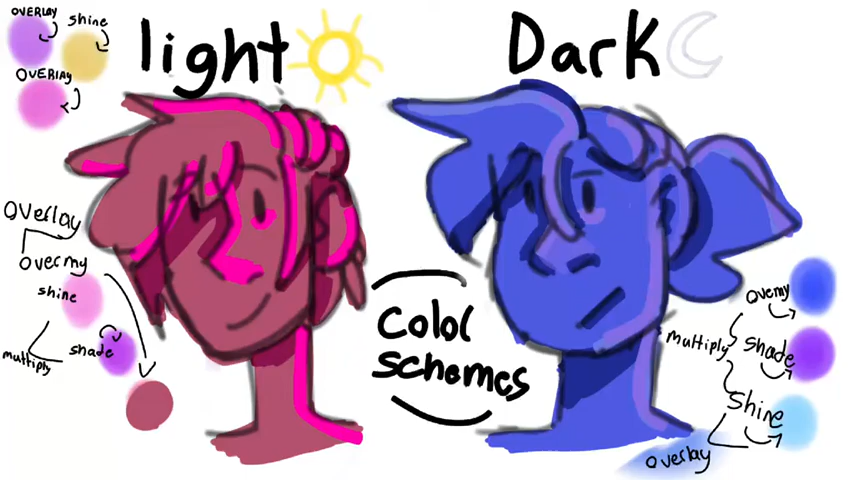 OVERLAY
shine
OVERLAY
light
Dark
Overlay
Overmy
shine
shade
multiply
Color
schemes
Overmy
multiply
shade
Shine
overlay